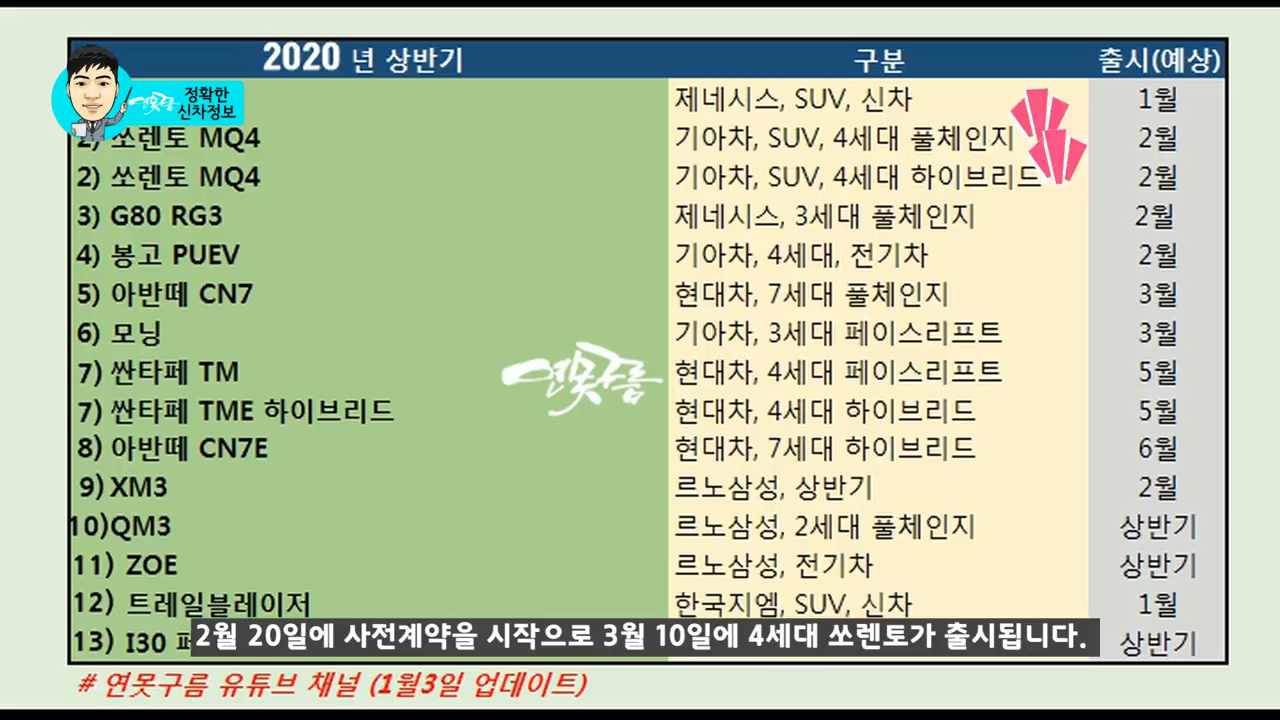 2020 년 상반기 구분 출시(예상)
연못구름 정확한
신차정보
제네시스, SUV, 신차 1월
2) 쏘렌토 MQ4 기아차, SUV, 4세대 풀체인지 2월
2) 쏘렌토 MQ4 기아차, SUV, 4세대 하이브리드 2월
3) G80 RG3 제네시스, 3세대 풀체인지 2월
4) 봉고 PUEV 기아차, 4세대, 전기차 2월
5) 아반떼 CN7 현대차, 7세대 풀체인지 3월
6) 모닝 기아차, 3세대 페이스리프트 3월
7) 싼타페 TM 현대차, 4세대 페이스리프트 5월
연못구름
7) 싼타페 TME 하이브리드 현대차, 4세대 하이브리드 5월
8) 아반떼 CN7E 현대차, 7세대 하이브리드 6월
9) XM3 르노삼성, 상반기 2월
10)QM3 르노삼성, 2세대 풀체인지 상반기
11) ZOE 르노삼성, 전기차 상반기
12) 트레일블레이저 한국지엠, SUV, 신차 1월
13) I30 상반기
2월 20일에 사전계약을 시작으로 3월 10일에 4세대 쏘렌토가 출시됩니다.
# 연못구름 유튜브 채널 (1월3일 업데이트)